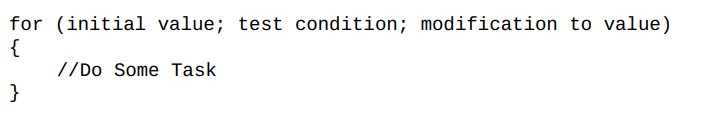 for (initial value; test condition; modification to value)
{
    //Do Some Task
}